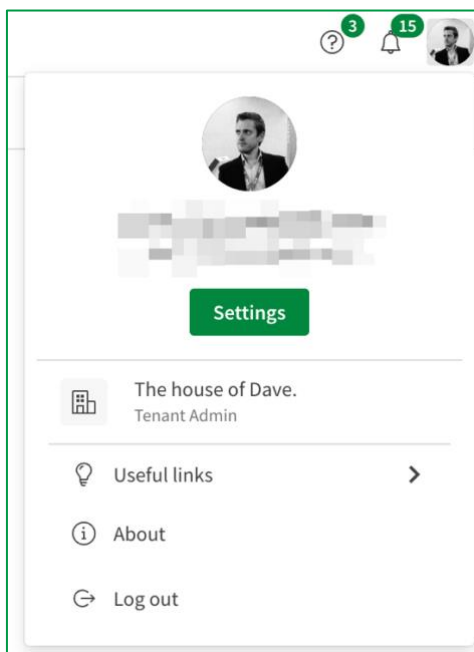 3
15
Settings
The house of Dave.
Tenant Admin
Useful links
About
Log out